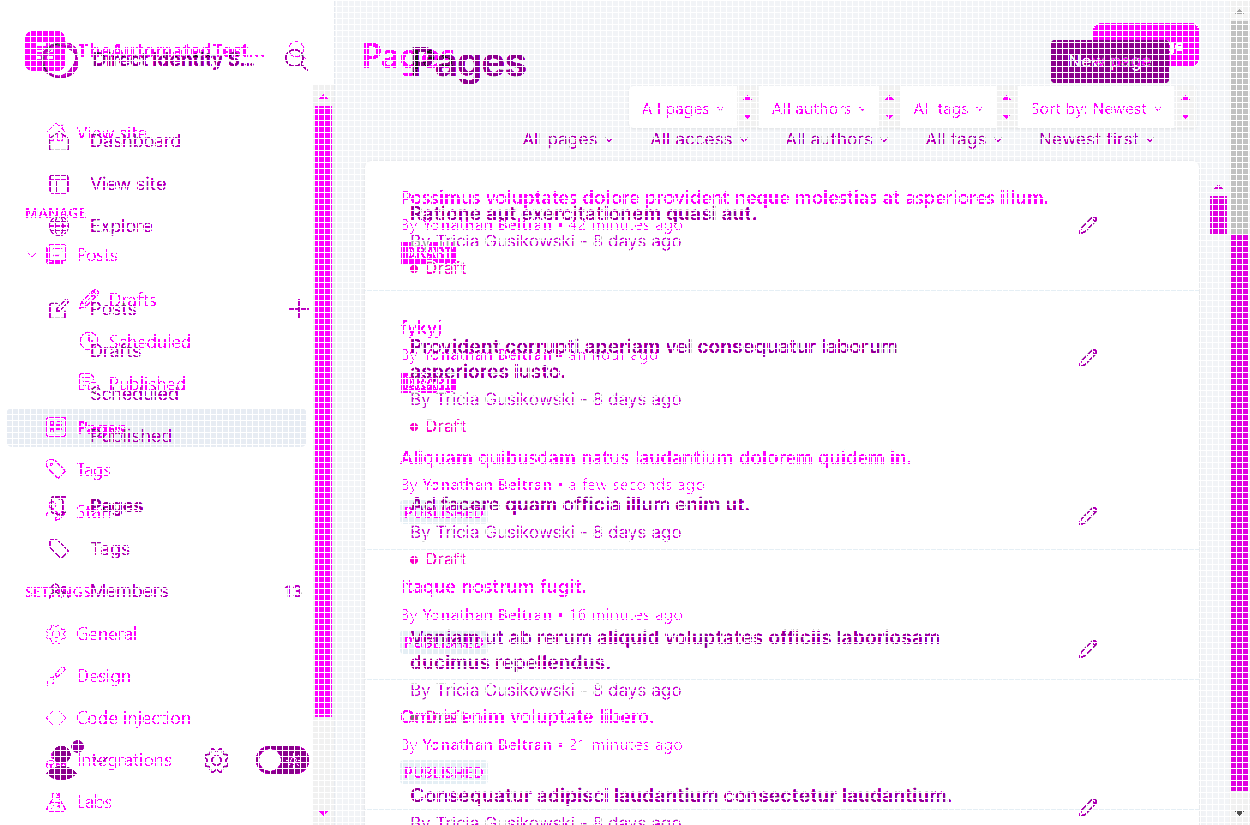 TheAutomatedTest...
Direct Identity s...
Pages
Pages
New page
View site
Dashboard
All pages
All authors
All tags
Sort by: Newest
All pages
All access
All authors
All tags
Newest first
View site
MANAGE
Explore
Posts
Possimus voluptates dolore provident neque molestias at asperiores illum.
Ratione aut exercitationem quasi aut.
By Yonathan Beltran • 42 minutes ago
By Tricia Gusikowski - 8 days ago
DRAFT
Draft
Drafts
Posts
Scheduled
Drafts
Published
Scheduled
Pages
Published
Tags
Pages
Staff
Tags
SETTINGS
Members
13
General
Design
Code injection
Integrations
Labs
fykyj
Provident corrupti aperiam vel consequatur laborum
asperiores iusto.
By Yonathan Beltran • an hour ago
DRAFT
By Tricia Gusikowski - 8 days ago
Draft
Aliquam quibusdam natus laudantium dolorem quidem in.
By Yonathan Beltran • a few seconds ago
Ad facere quam officia illum enim ut.
PUBLISHED
By Tricia Gusikowski - 8 days ago
Draft
Itaque nostrum fugit.
By Yonathan Beltran • 16 minutes ago
Veniam ut ab rerum aliquid voluptates officiis laboriosam
PUBLISHED
ducimus repellendus.
By Tricia Gusikowski - 8 days ago
Omnis enim voluptate libero.
By Yonathan Beltran • 21 minutes ago
PUBLISHED
Consequatur adipisci laudantium consectetur laudantium.
By Tricia Gusikowski - 8 days ago